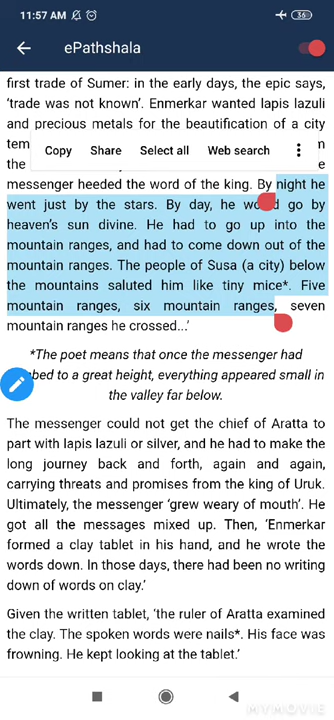 11:57 AM
36
ePathshala
first trade of Sumer: in the early days, the epic says,
‘trade was not known’. Enmerkar wanted lapis lazuli
and precious metals for the beautification of a city
Copy Share Select all Web search
the
messenger heeded the word of the king. By night he
went just by the stars. By day, he would go by
heaven’s sun divine. He had to go up into the
mountain ranges, and had to come down out of the
mountain ranges. The people of Susa (a city) below
the mountains saluted him like tiny mice*. Five
mountain ranges, six mountain ranges, seven
mountain ranges he crossed...’
*The poet means that once the messenger had
to a great height, everything appeared small in
the valley far below.
The messenger could not get the chief of Aratta to
part with lapis lazuli or silver, and he had to make the
long journey back and forth, again and again,
carrying threats and promises from the king of Uruk.
Ultimately, the messenger ‘grew weary of mouth’. He
got all the messages mixed up. Then, ‘Enmerkar
formed a clay tablet in his hand, and he wrote the
words down. In those days, there had been no writing
down of words on clay.’
Given the written tablet, ‘the ruler of Aratta examined
the clay. The spoken words were nails*. His face was
frowning. He kept looking at the tablet.’
MYMOVIE